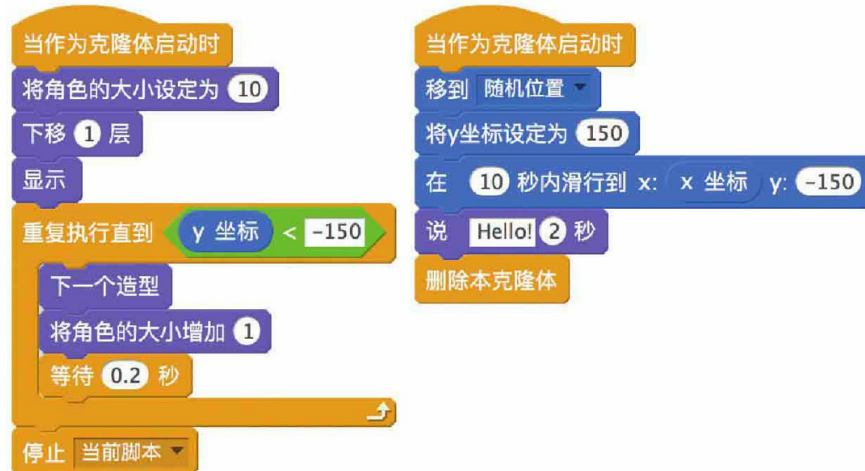 当作为克隆体启动时
将角色的大小设定为 10
下移 1 层
显示
重复执行直到 y 坐标 < -150
下一个造型
将角色的大小增加 1
等待 0.2 秒
停止 当前脚本
当作为克隆体启动时
移到 随机位置
将y坐标设定为 150
在 10 秒内滑行到 x: x 坐标 y: -150
说 Hello! 2 秒
删除本克隆体